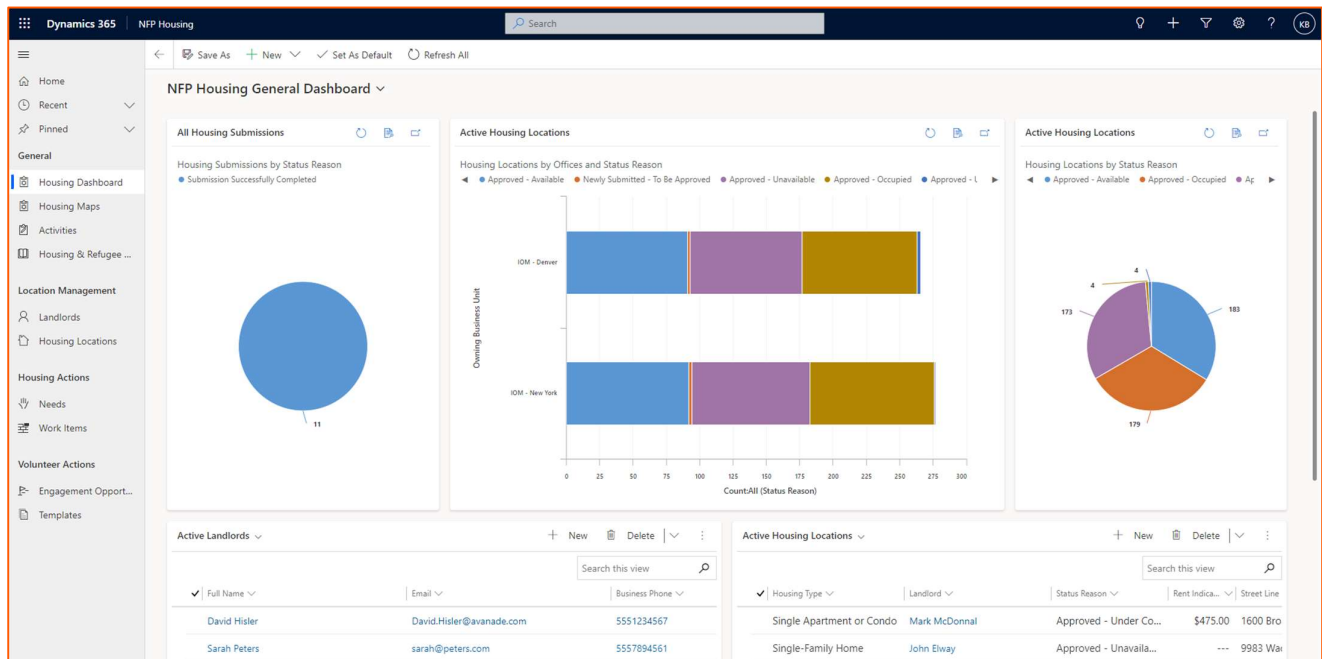 Dynamics 365 NFP Housing Search KB
Save As New Set As Default Refresh All
Home
Recent
Pinned
General
Housing Dashboard
Housing Maps
Activities
Housing & Refugee ...
Location Management
Landlords
Housing Locations
Housing Actions
Needs
Work Items
Volunteer Actions
Engagement Opport...
Templates
NFP Housing General Dashboard
All Housing Submissions
Housing Submissions by Status Reason
Submission Successfully Completed
11
Active Housing Locations
Housing Locations by Offices and Status Reason
Approved - Available Newly Submitted - To Be Approved Approved - Unavailable Approved - Occupied Approved - L
Owning Business Unit
IOM - Denver
IOM - New York
0 25 50 75 100 125 150 175 200 225 250 275 300
Count:All (Status Reason)
Active Housing Locations
Housing Locations by Status Reason
Approved - Available Approved - Occupied Ap
4
4
173
183
179
Active Landlords
New Delete
Search this view
Full Name Email Business Phone
David Hisler David.Hisler@avanade.com 5551234567
Sarah Peters sarah@peters.com 5557894561
Active Housing Locations
New Delete
Search this view
Housing Type Landlord Status Reason Rent Indica... Street Line
Single Apartment or Condo Mark McDonnal Approved - Under Co... $475.00 1600 Bro
Single-Family Home John Elway Approved - Unavaila... --- 9983 Wa